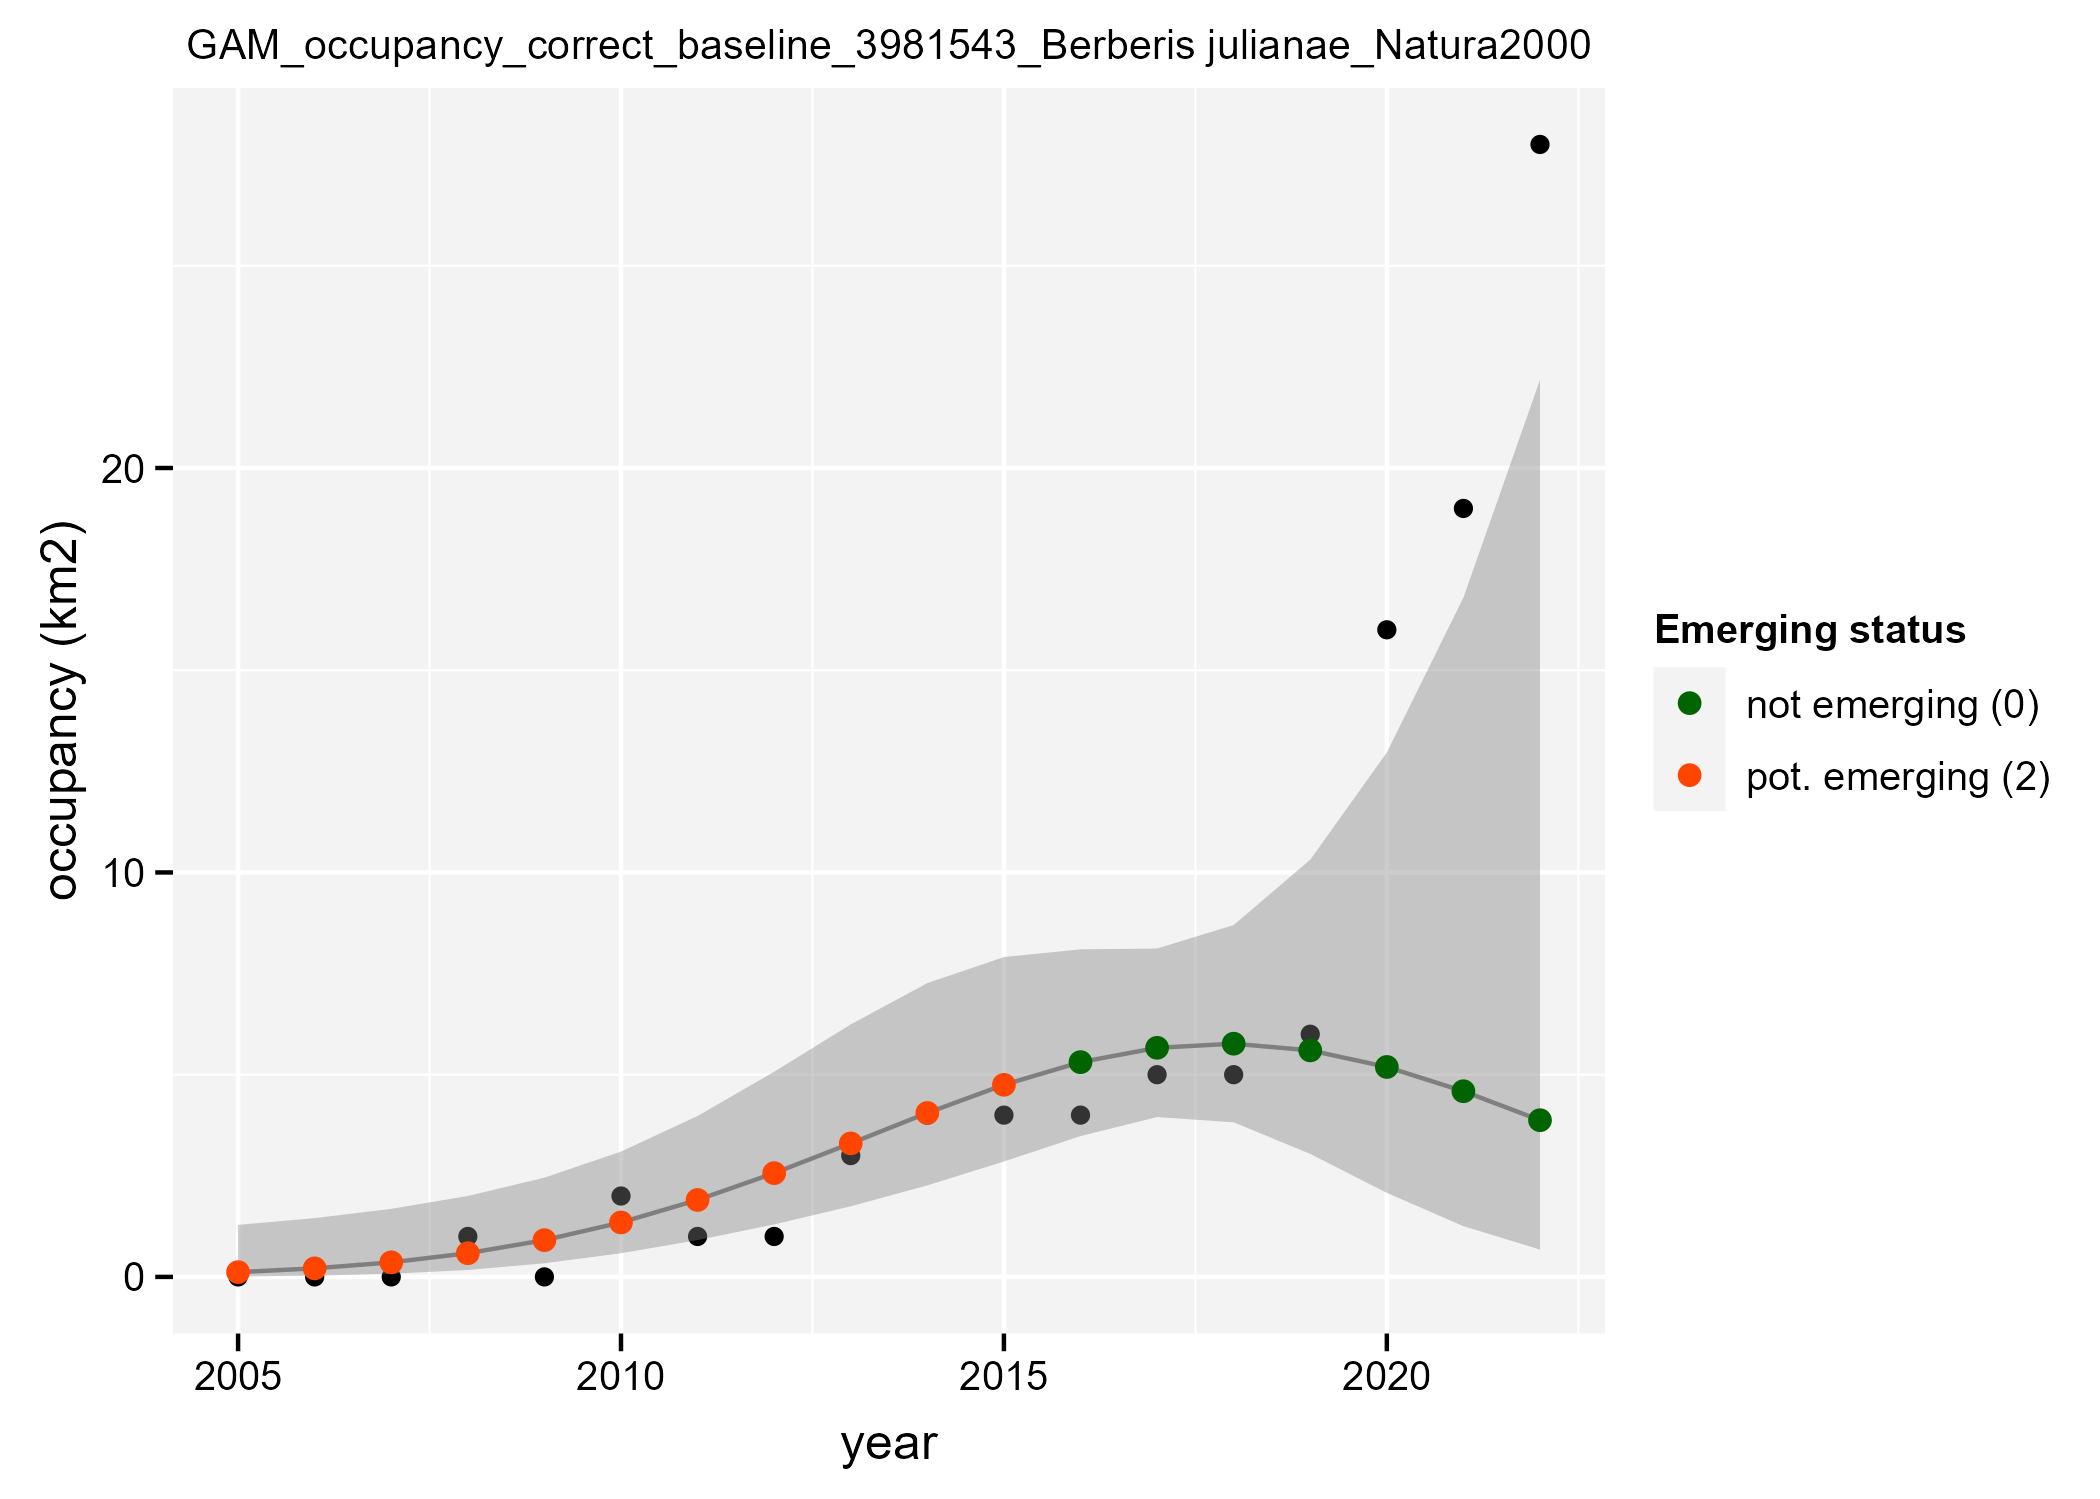 GAM_occupancy_correct_baseline_3981543_Berberis julianae_Natura2000
occupancy (km2)
20
10
0
2005
2010
2015
2020
year
Emerging status
not emerging (0)
pot. emerging (2)